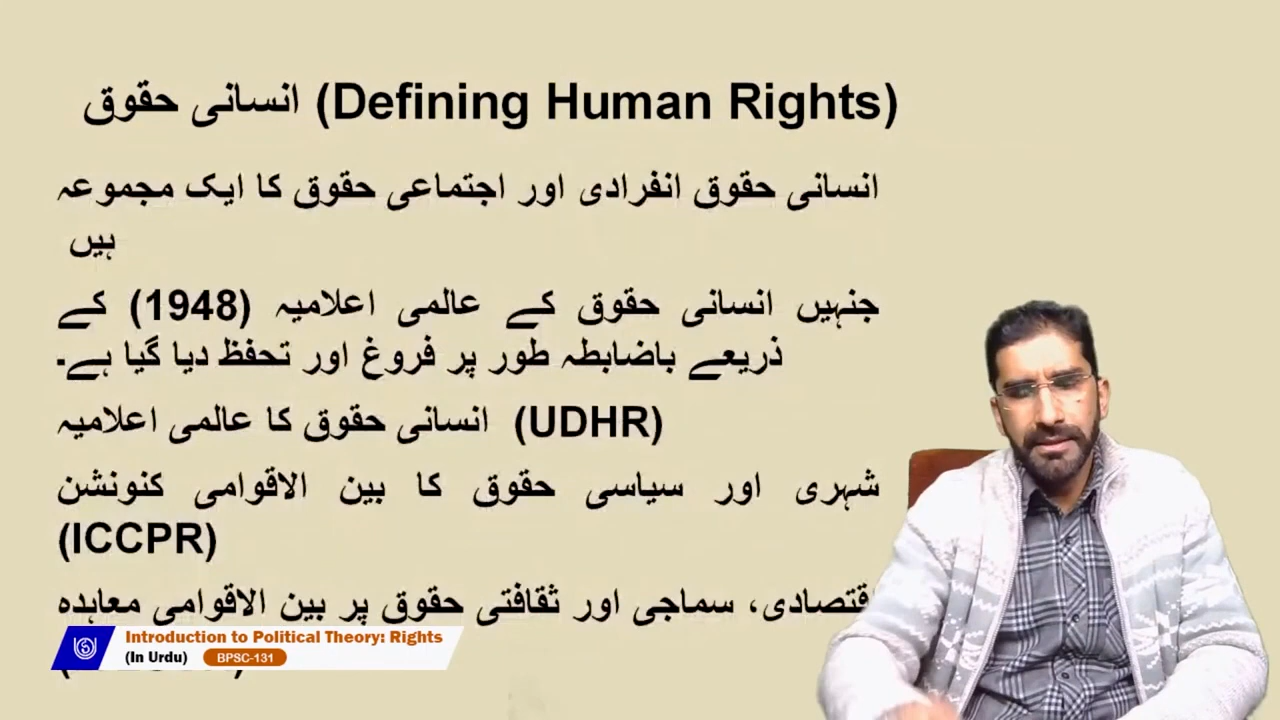 انسانی حقوق (Defining Human Rights)
انسانی حقوق انفرادی اور اجتماعی حقوق کا ایک مجموعہ
ہیں
جنہیں انسانی حقوق کے عالمی اعلامیہ (1948) کے
ذریعے باضابطہ طور پر فروغ اور تحفظ دیا گیا ہے۔
انسانی حقوق کا عالمی اعلامیہ (UDHR)
شہری اور سیاسی حقوق کا بین الاقوامی کنونشن
(ICCPR)
سماجی اور ثقافتی حقوق پر بین الاقوامی معاہدہ
Introduction to Political Theory: Rights
(In Urdu) BPSC-131